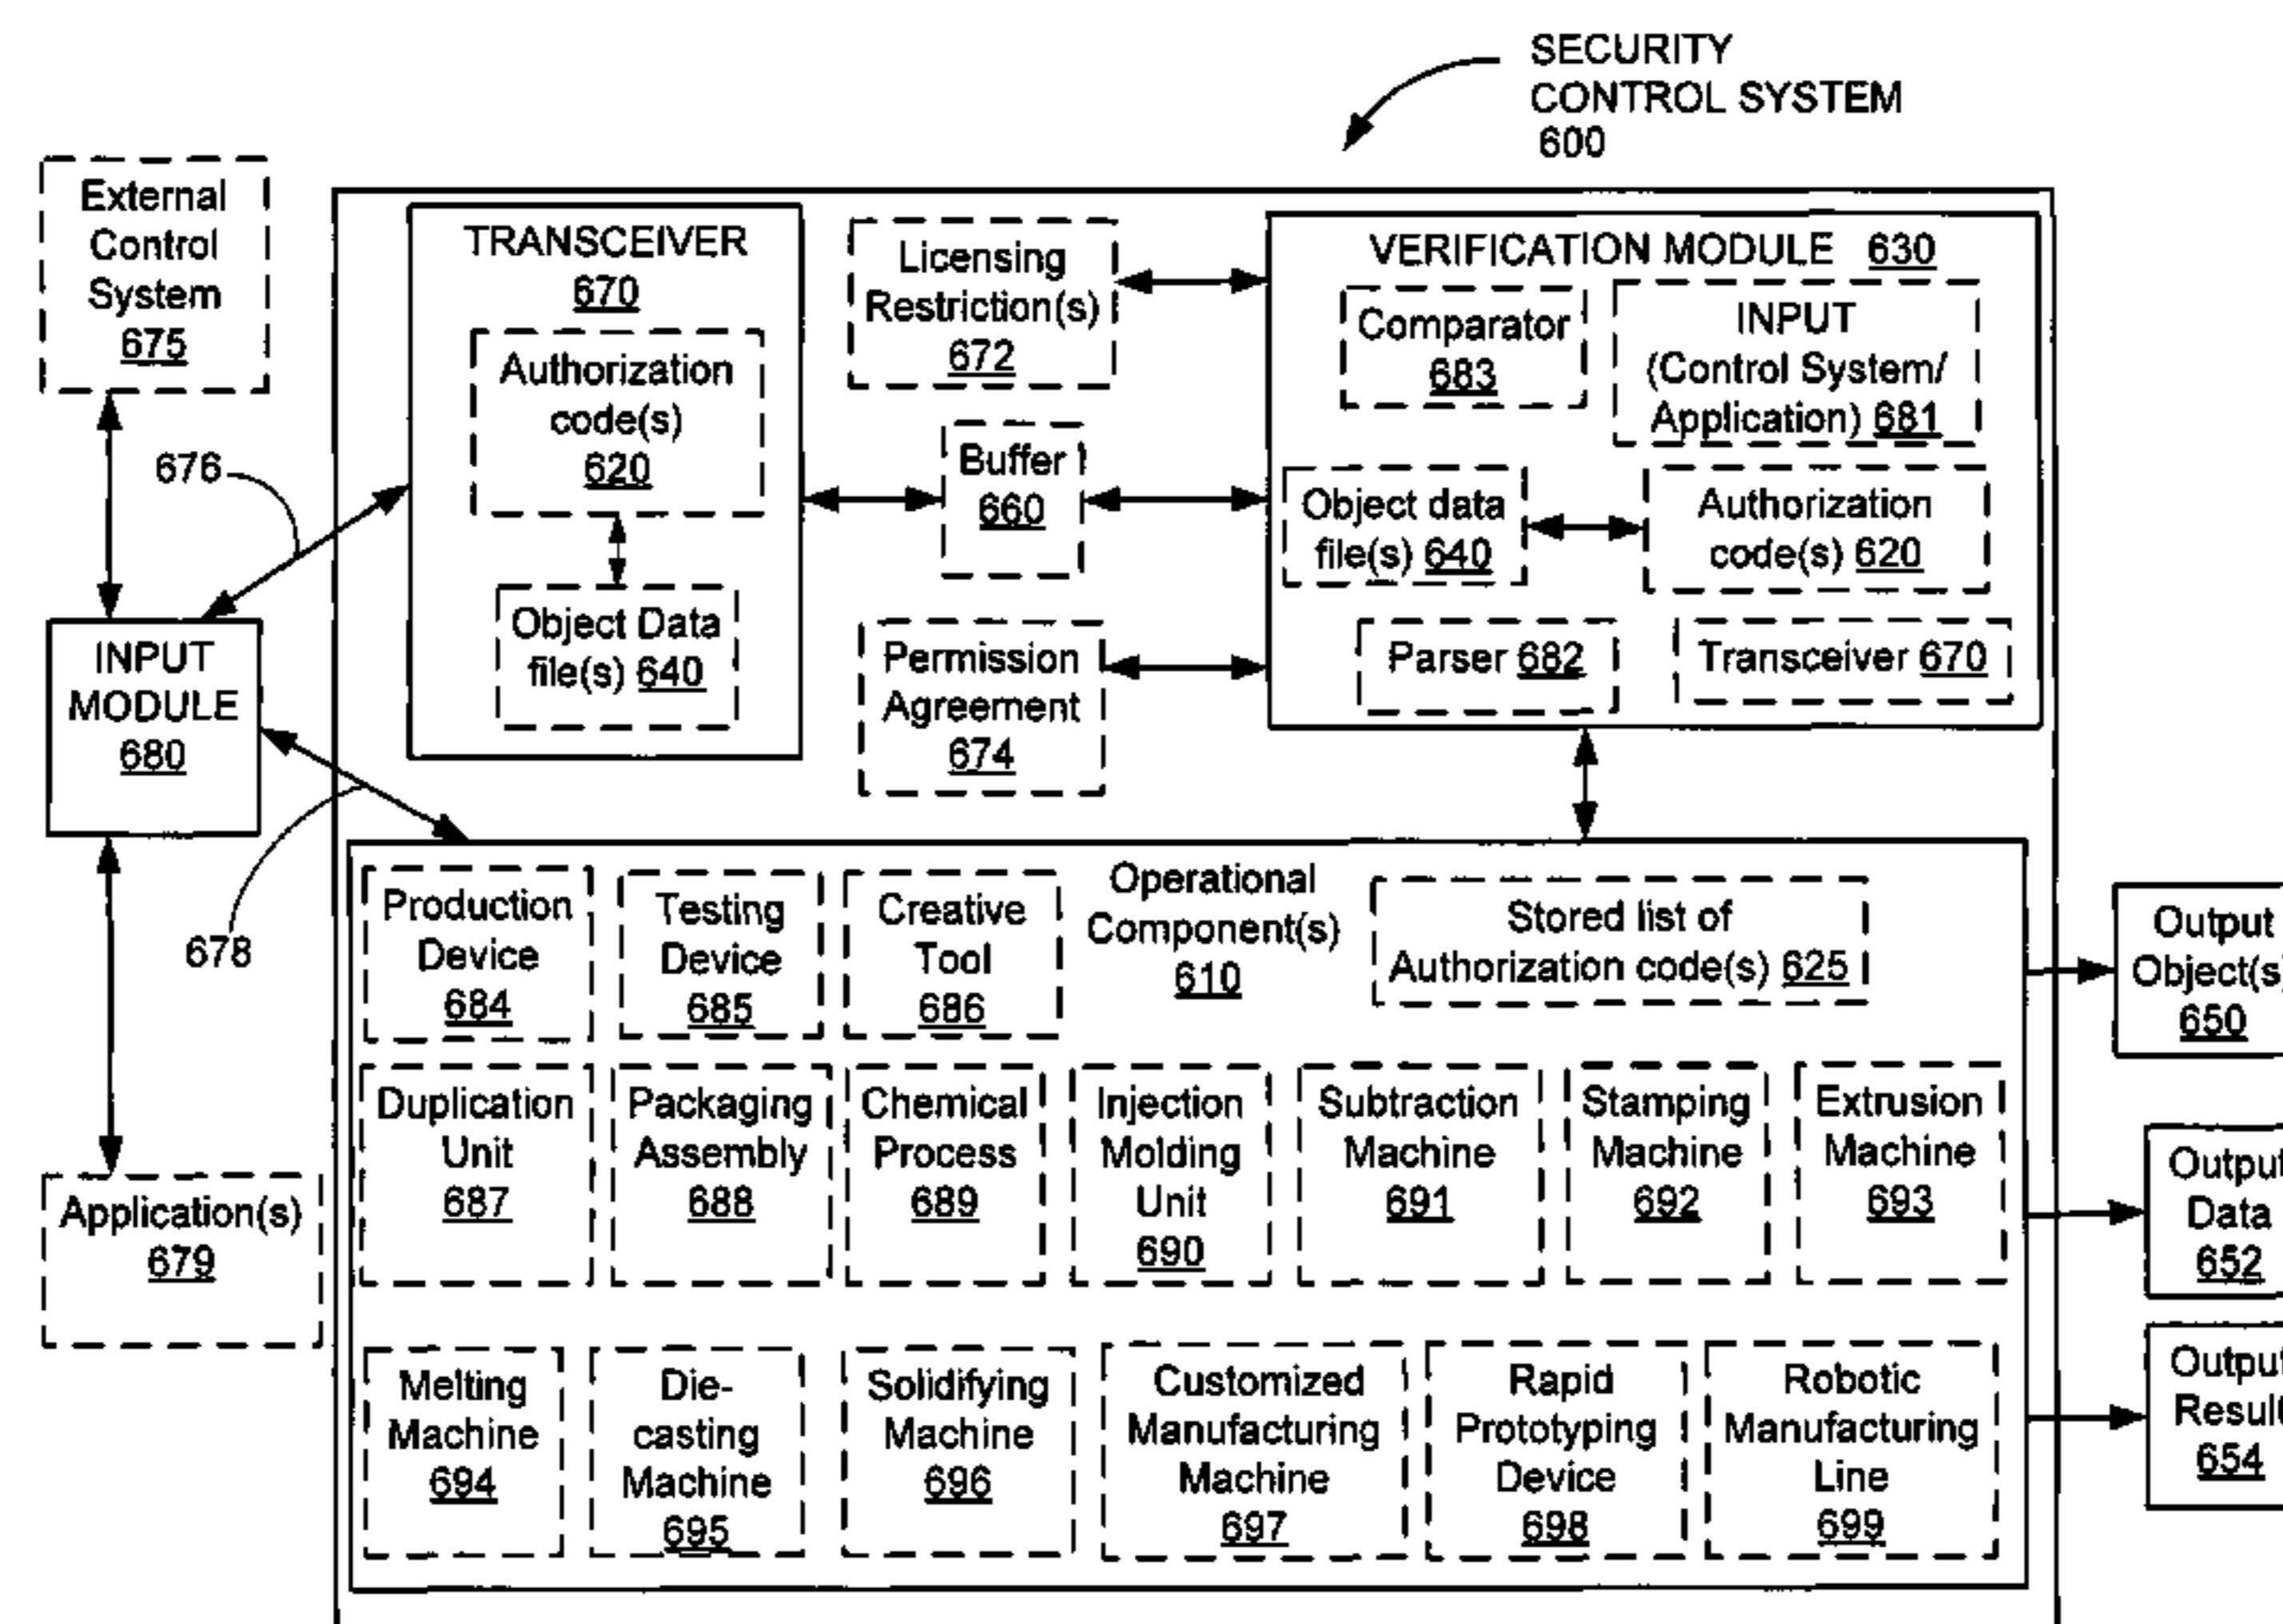 SECURITY
CONTROL SYSTEM
600
External
Control
System
675
TRANSCEIVER
670
Authorization
code(s)
620
Object Data
file(s) 640
Licensing
Restriction(s)
672
Buffer
660
Permission
Agreement
674
VERIFICATION MODULE 630
Comparator
683
INPUT
(Control System/
Application) 681
Object data
file(s) 640
Authorization
code(s) 620
Parser 682
Transceiver 670
676
INPUT
MODULE
680
678
Application(s)
679
Production
Device
684
Testing
Device
685
Creative
Tool
686
Operational
Component(s)
610
Stored list of
Authorization code(s) 625
Duplication
Unit
687
Packaging
Assembly
688
Chemical
Process
689
Injection
Molding
Unit
690
Subtraction
Machine
691
Stamping
Machine
692
Extrusion
Machine
693
Melting
Machine
694
Die-
casting
Machine
695
Solidifying
Machine
696
Customized
Manufacturing
Machine
697
Rapid
Prototyping
Device
698
Robotic
Manufacturing
Line
699
Output
Object(s)
650
Output
Data
652
Output
Result
654